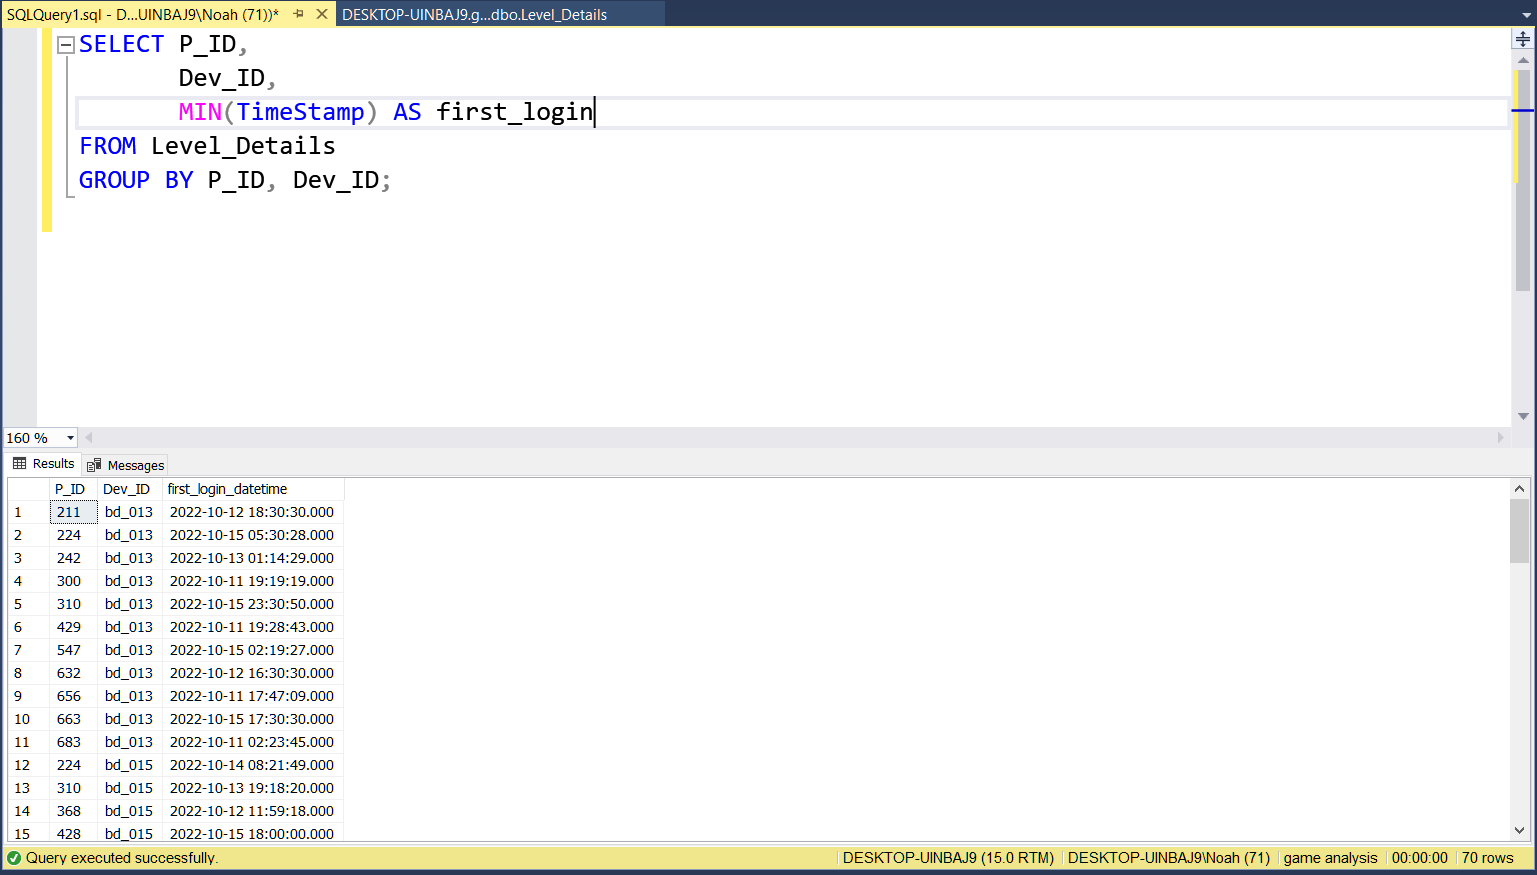 SQLQuery1.sql - D...UINBAJ9\Noah (71))* DESKTOP-UINBAJ9.g...dbo.Level_Details
SELECT P_ID,
Dev_ID,
MIN(TimeStamp) AS first_login
FROM Level_Details
GROUP BY P_ID, Dev_ID;
160 %
Results Messages
P_ID Dev_ID first_login_datetime
1 211 bd_013 2022-10-12 18:30:30.000
2 224 bd_013 2022-10-15 05:30:28.000
3 242 bd_013 2022-10-13 01:14:29.000
4 300 bd_013 2022-10-11 19:19:19.000
5 310 bd_013 2022-10-15 23:30:50.000
6 429 bd_013 2022-10-11 19:28:43.000
7 547 bd_013 2022-10-15 02:19:27.000
8 632 bd_013 2022-10-12 16:30:30.000
9 656 bd_013 2022-10-11 17:47:09.000
10 663 bd_013 2022-10-15 17:30:30.000
11 683 bd_013 2022-10-11 02:23:45.000
12 224 bd_015 2022-10-14 08:21:49.000
13 310 bd_015 2022-10-13 19:18:20.000
14 368 bd_015 2022-10-12 11:59:18.000
15 428 bd_015 2022-10-15 18:00:00.000
Query executed successfully. DESKTOP-UINBAJ9 (15.0 RTM) DESKTOP-UINBAJ9\Noah (71) game analysis 00:00:00 70 rows